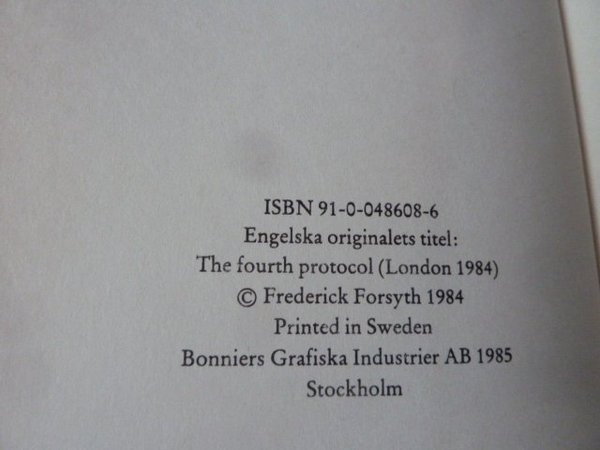 ISBN 91-0-048608-6
Engelska originalets titel:
The fourth protocol (London 1984)
© Frederick Forsyth 1984
Printed in Sweden
Bonniers Grafiska Industrier AB 1985
Stockholm